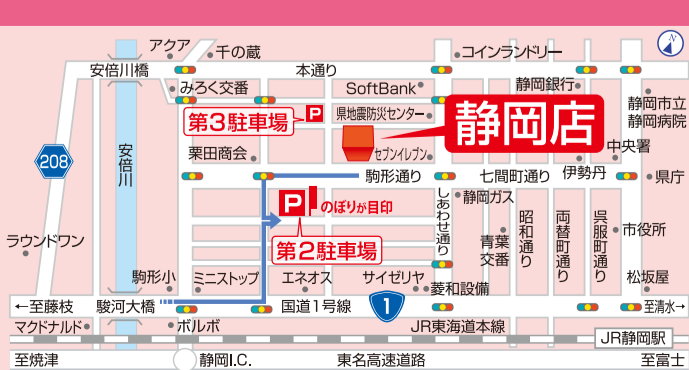 アクア
千の蔵
コインランドリー
N
安倍川橋
本通り
みろく交番
SoftBank
静岡銀行
静岡市立
静岡病院
第3駐車場
P
県地震防災センター
静岡店
208
安倍川
栗田商会
セブンイレブン
中央署
駒形通り
七間町通り
伊勢丹
県庁
P
のぼりが目印
しあわせ通り
静岡ガス
ラウンドワン
第2駐車場
青葉
交番
昭和通り
両替町通り
呉服町通り
市役所
駒形小
ミニストップ
エネオス
サイゼリヤ
菱和設備
松坂屋
←至藤枝
駿河大橋
国道1号線
1
至清水→
マクドナルド
ボルボ
JR東海道本線
JR静岡駅
至焼津
静岡I.C.
東名高速道路
至富士